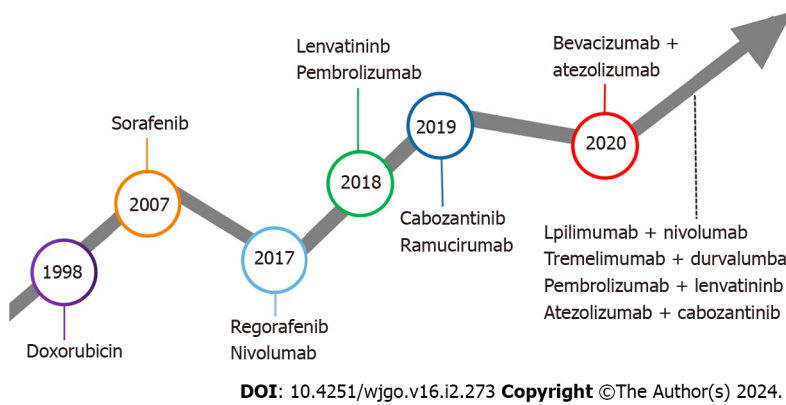 1998
Doxorubicin
Sorafenib
2007
2017
Regorafenib
Nivolumab
Lenvatininb
Pembrolizumab
2018
2019
Cabozantinib
Ramucirumab
Bevacizumab +
atezolizumab
2020
Lpilimumab + nivolumab
Tremelimumab + durvalumba
Pembrolizumab + lenvatininb
Atezolizumab + cabozantinib
DOI: 10.4251/wjgo.v16.i2.273 Copyright ©The Author(s) 2024.